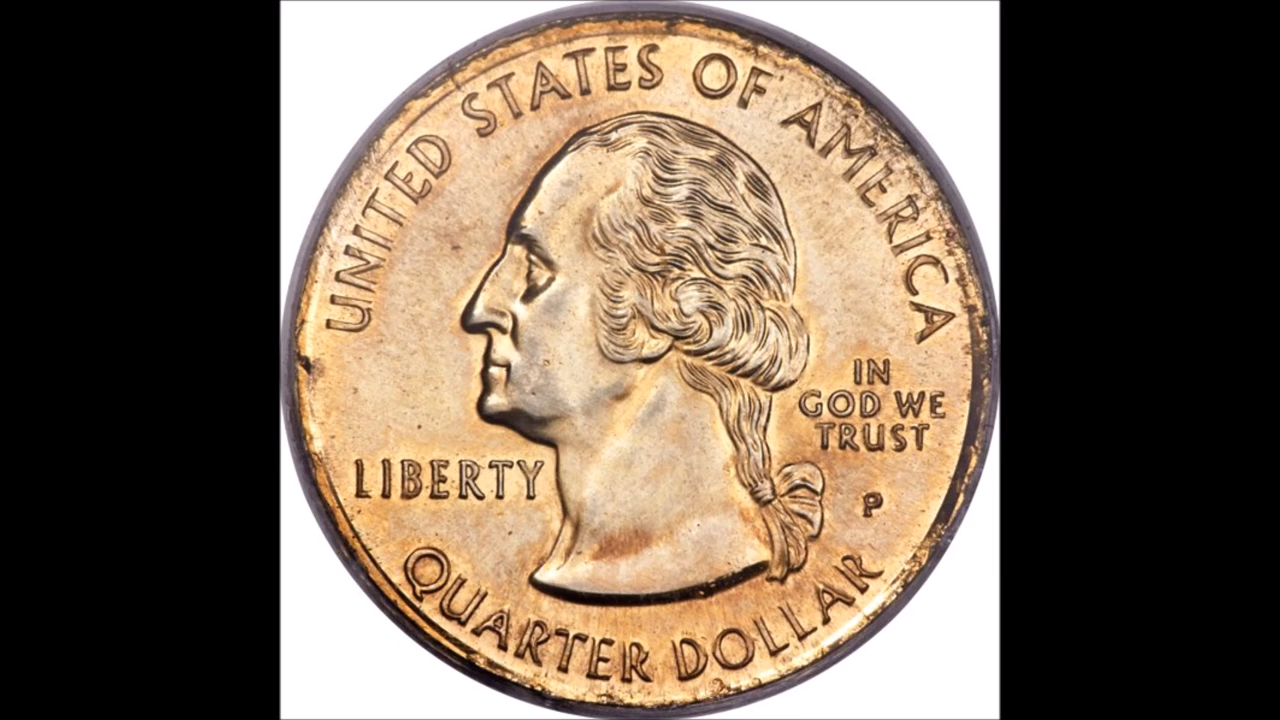 UNITED STATES OF AMERICA
IN
GOD WE
TRUST
LIBERTY
P
QUARTER DOLLAR